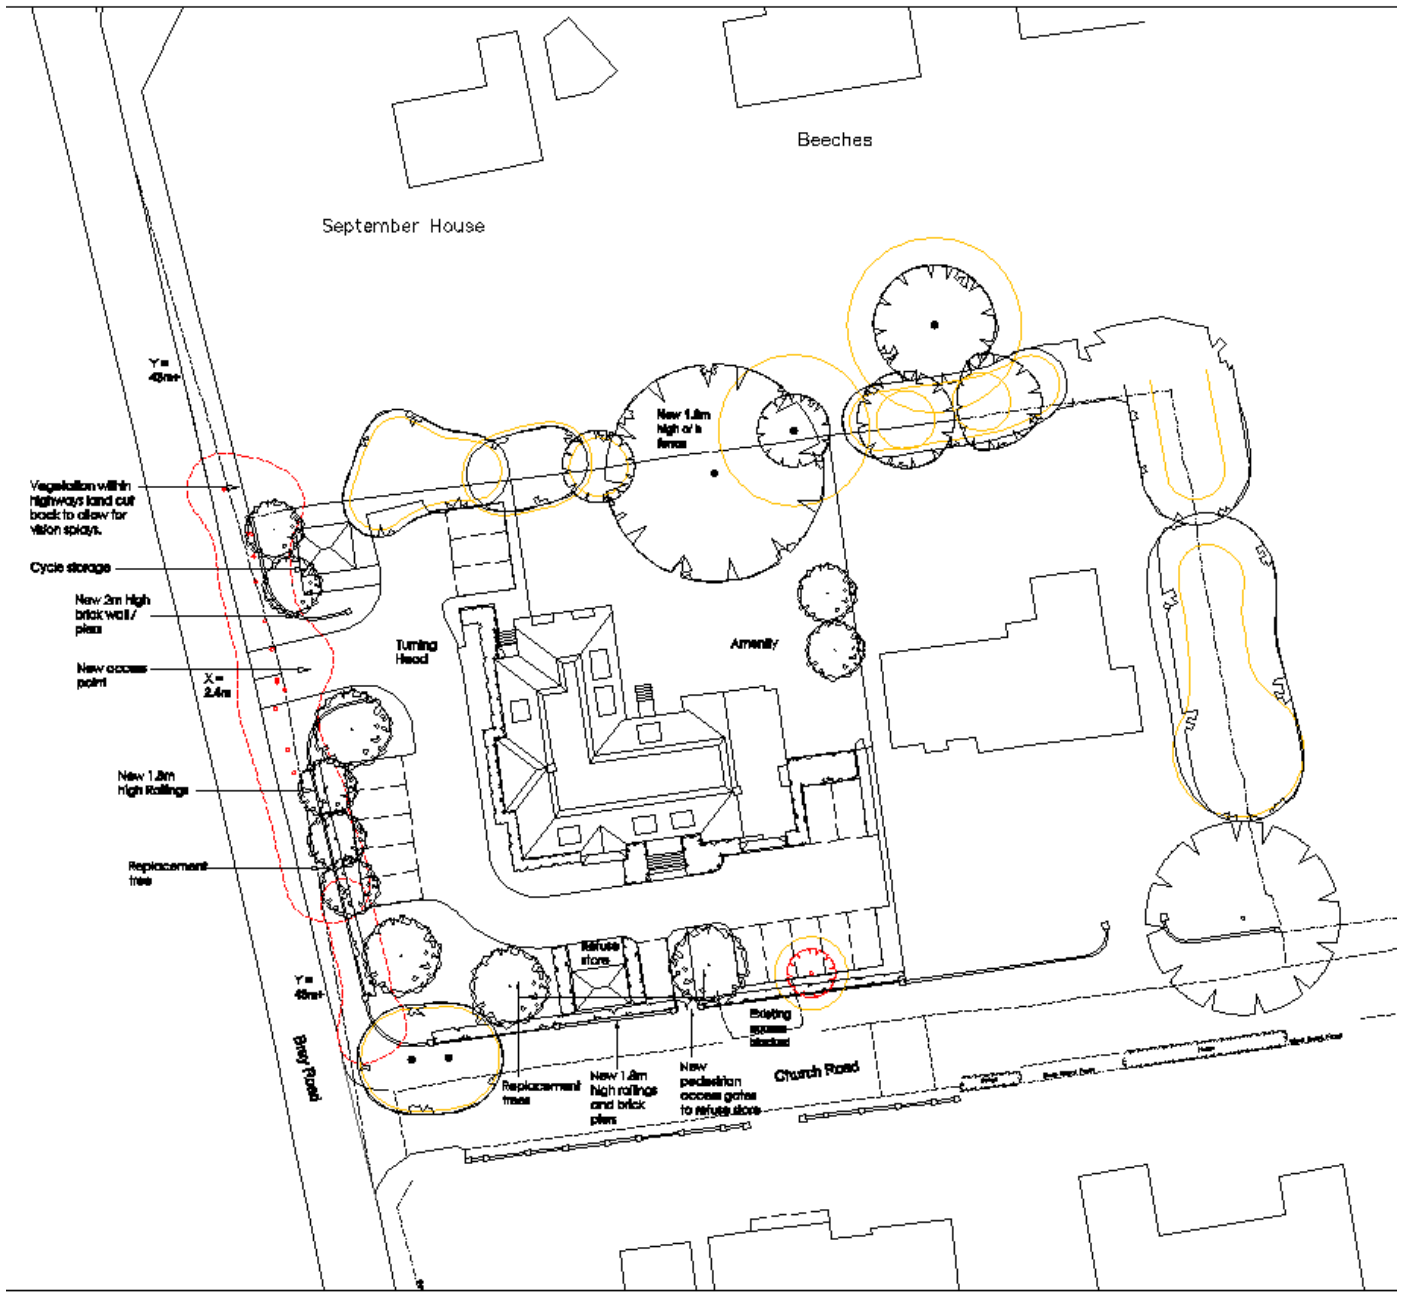 Beeches
September House
Y =
45m+
New 1.8m
high c/b
fence
Vegetation within
highways land cut
back to allow for
vision splays.
Cycle storage
New 2m high
brick wall /
piers
Turning
Head
Amenity
New access
point
X =
2.4m
New 1.8m
high Railings
Replacement
tree
Refuse
store
Y =
45m+
Bray Road
Existing
access
blocked
Church Road
Replacement
trees
New 1.8m
high railings
and brick
piers
New
pedestrian
access gates
to refuse store